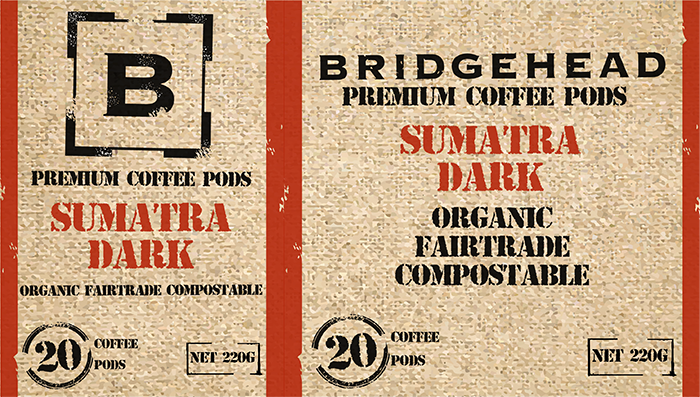 B
PREMIUM COFFEE PODS
SUMATRA
DARK
ORGANIC FAIRTRADE COMPOSTABLE
20
COFFEE
PODS
NET 220G
BRIDGEHEAD
PREMIUM COFFEE PODS
SUMATRA
DARK
ORGANIC
FAIRTRADE
COMPOSTABLE
20
COFFEE
PODS
NET 220G